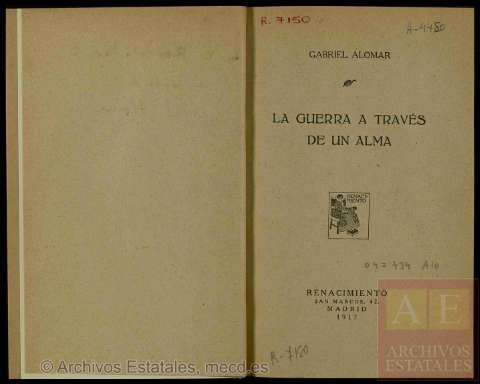 R. 7150
A-4480
GABRIEL ALOMAR
LA GUERRA A TRAVÉS
DE UN ALMA
RENACIMIENTO
RENACIMIENTO
SAN MARCOS, 42.
MADRID
1917
AE
ARCHIVOS
ESTATALES
© Archivos Estatales, mecd.es